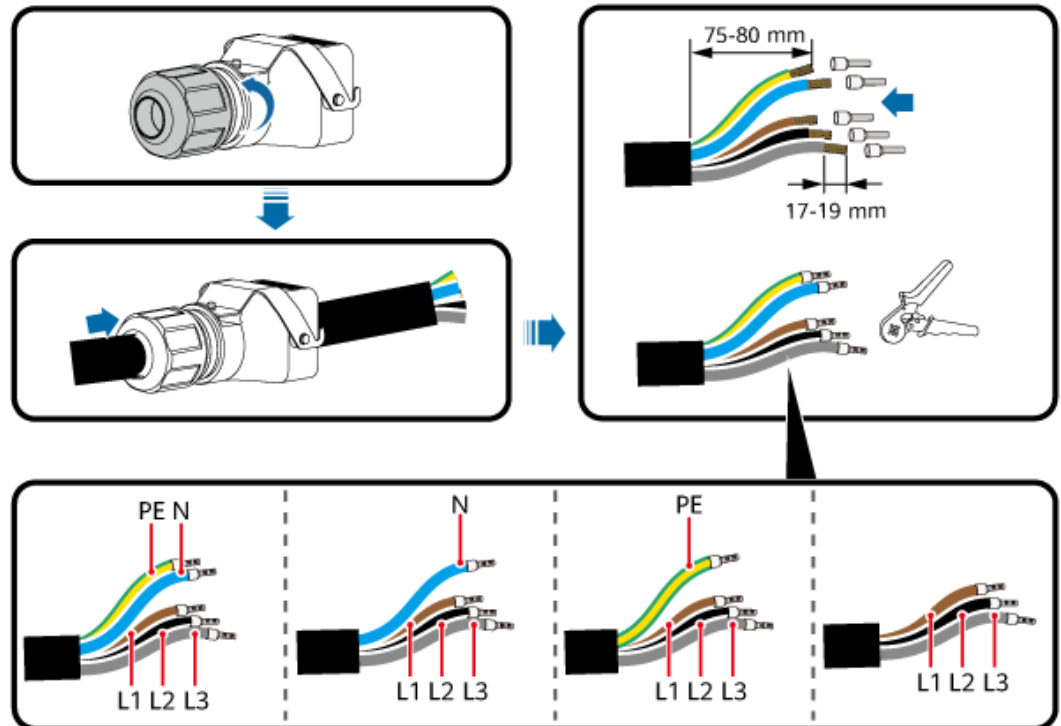 75-80 mm
17-19 mm
PE N
L1 L2 L3
N
L1 L2 L3
PE
L1 L2 L3
L1 L2 L3